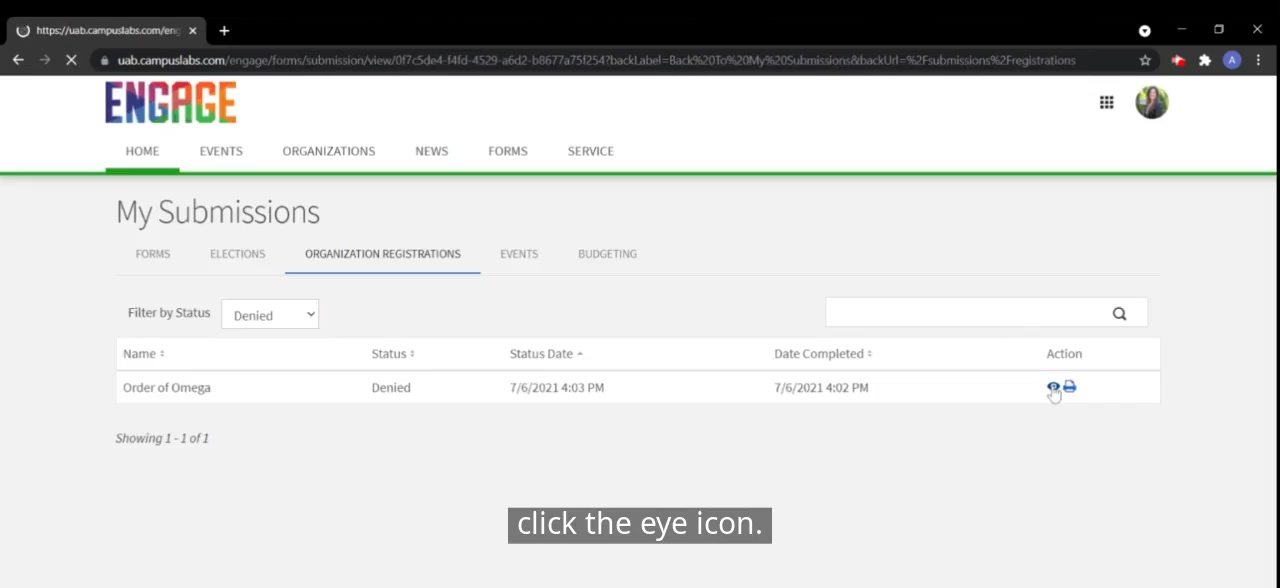 https://uab.campuslabs.com/eng
uab.campuslabs.com/engage/forms/submission/view/0f7c5de4-f4fd-4529-a6d2-b8677a75f254?backLabel=Back%20To%20My%20Submissions&backUrl=%2Fsubmissions%2Fregistrations
A
ENGAGE
HOME EVENTS ORGANIZATIONS NEWS FORMS SERVICE
My Submissions
FORMS ELECTIONS ORGANIZATION REGISTRATIONS EVENTS BUDGETING
Filter by Status Denied
Name Status Status Date Date Completed Action
Order of Omega Denied 7/6/2021 4:03 PM 7/6/2021 4:02 PM
Showing 1 - 1 of 1
click the eye icon.